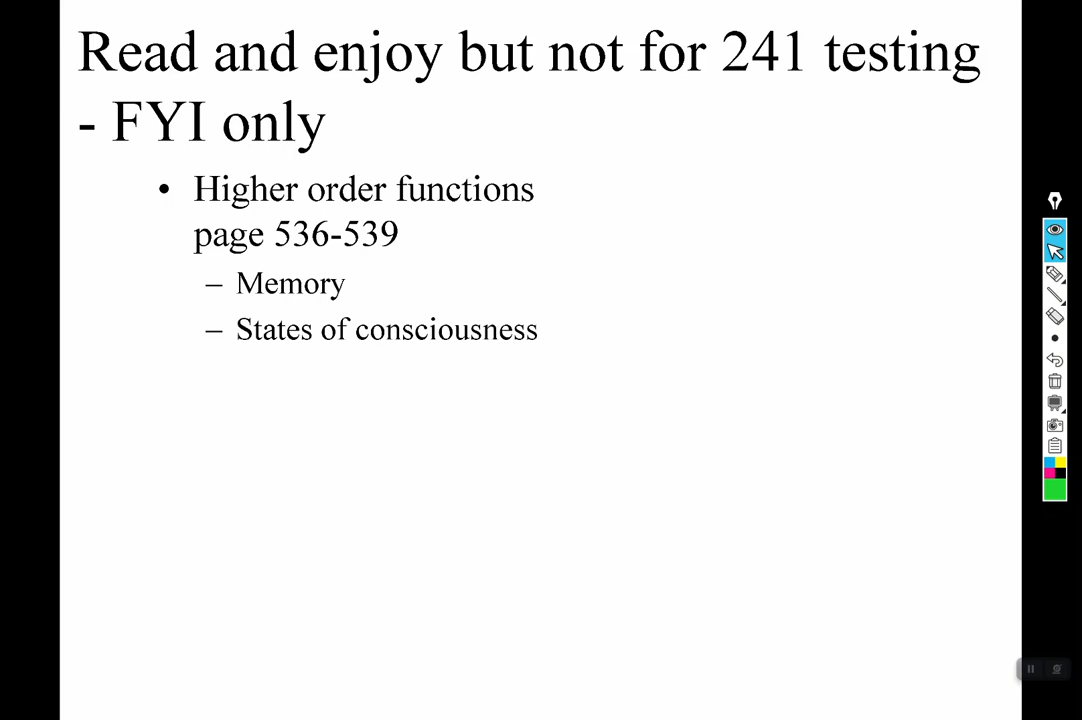 Read and enjoy but not for 241 testing
- FYI only
• Higher order functions
page 536-539
– Memory
– States of consciousness